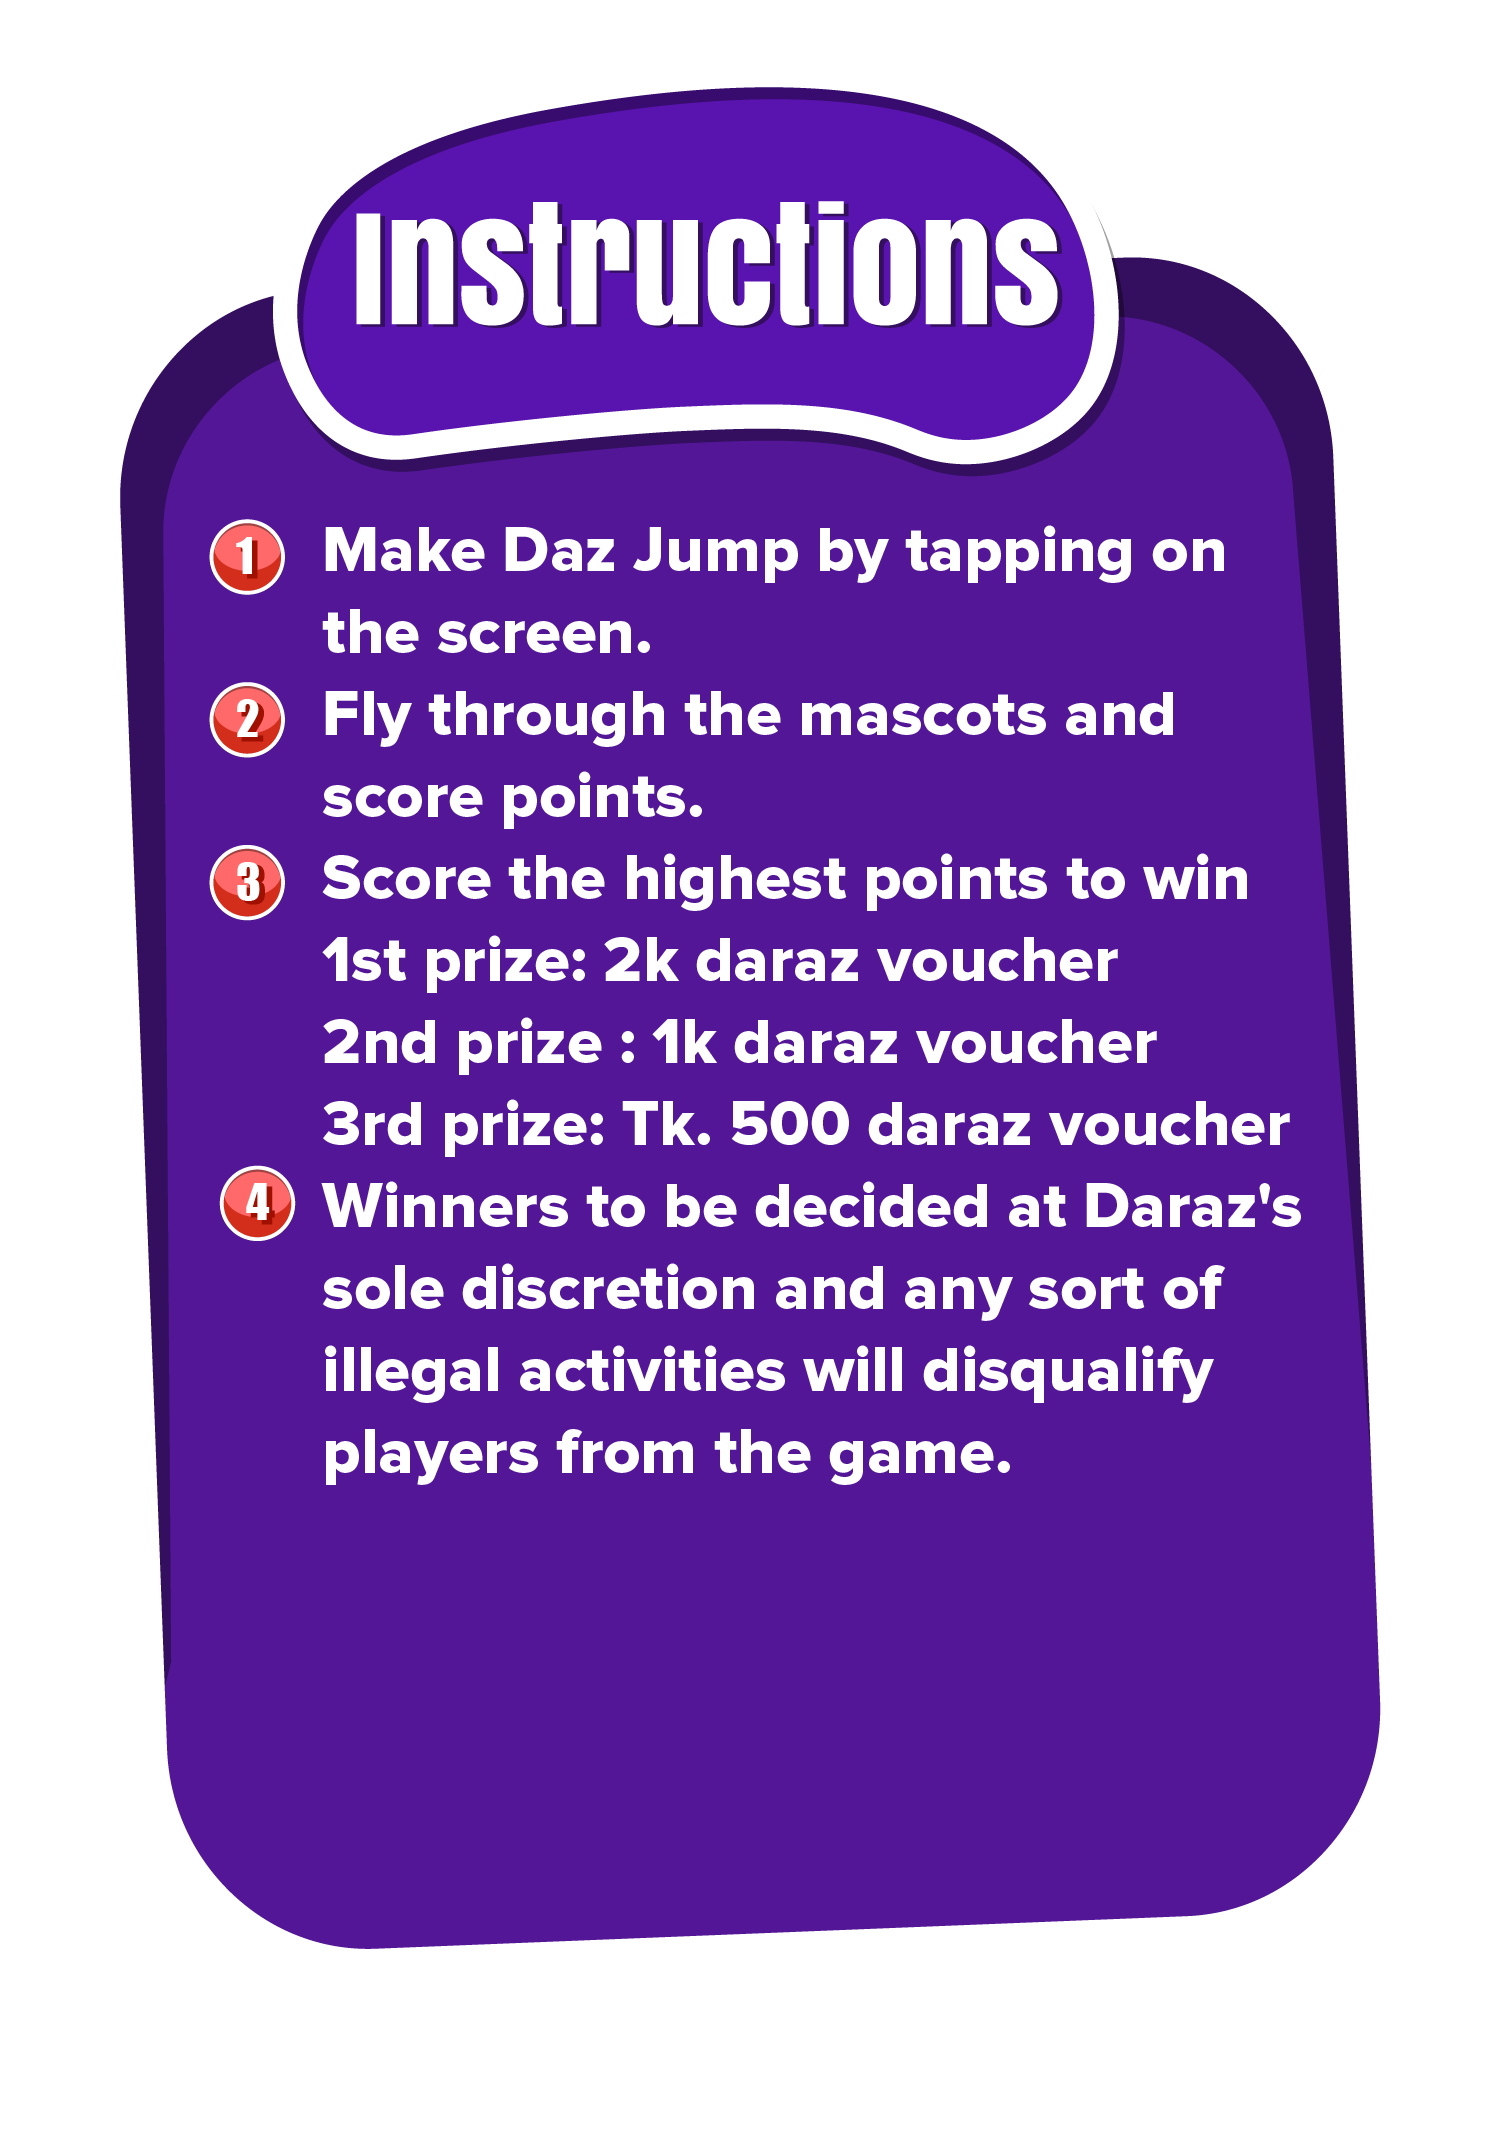 Instructions
1 Make Daz Jump by tapping on
the screen.
2 Fly through the mascots and
score points.
3 Score the highest points to win
1st prize: 2k daraz voucher
2nd prize : 1k daraz voucher
3rd prize: Tk. 500 daraz voucher
4 Winners to be decided at Daraz's
sole discretion and any sort of
illegal activities will disqualify
players from the game.